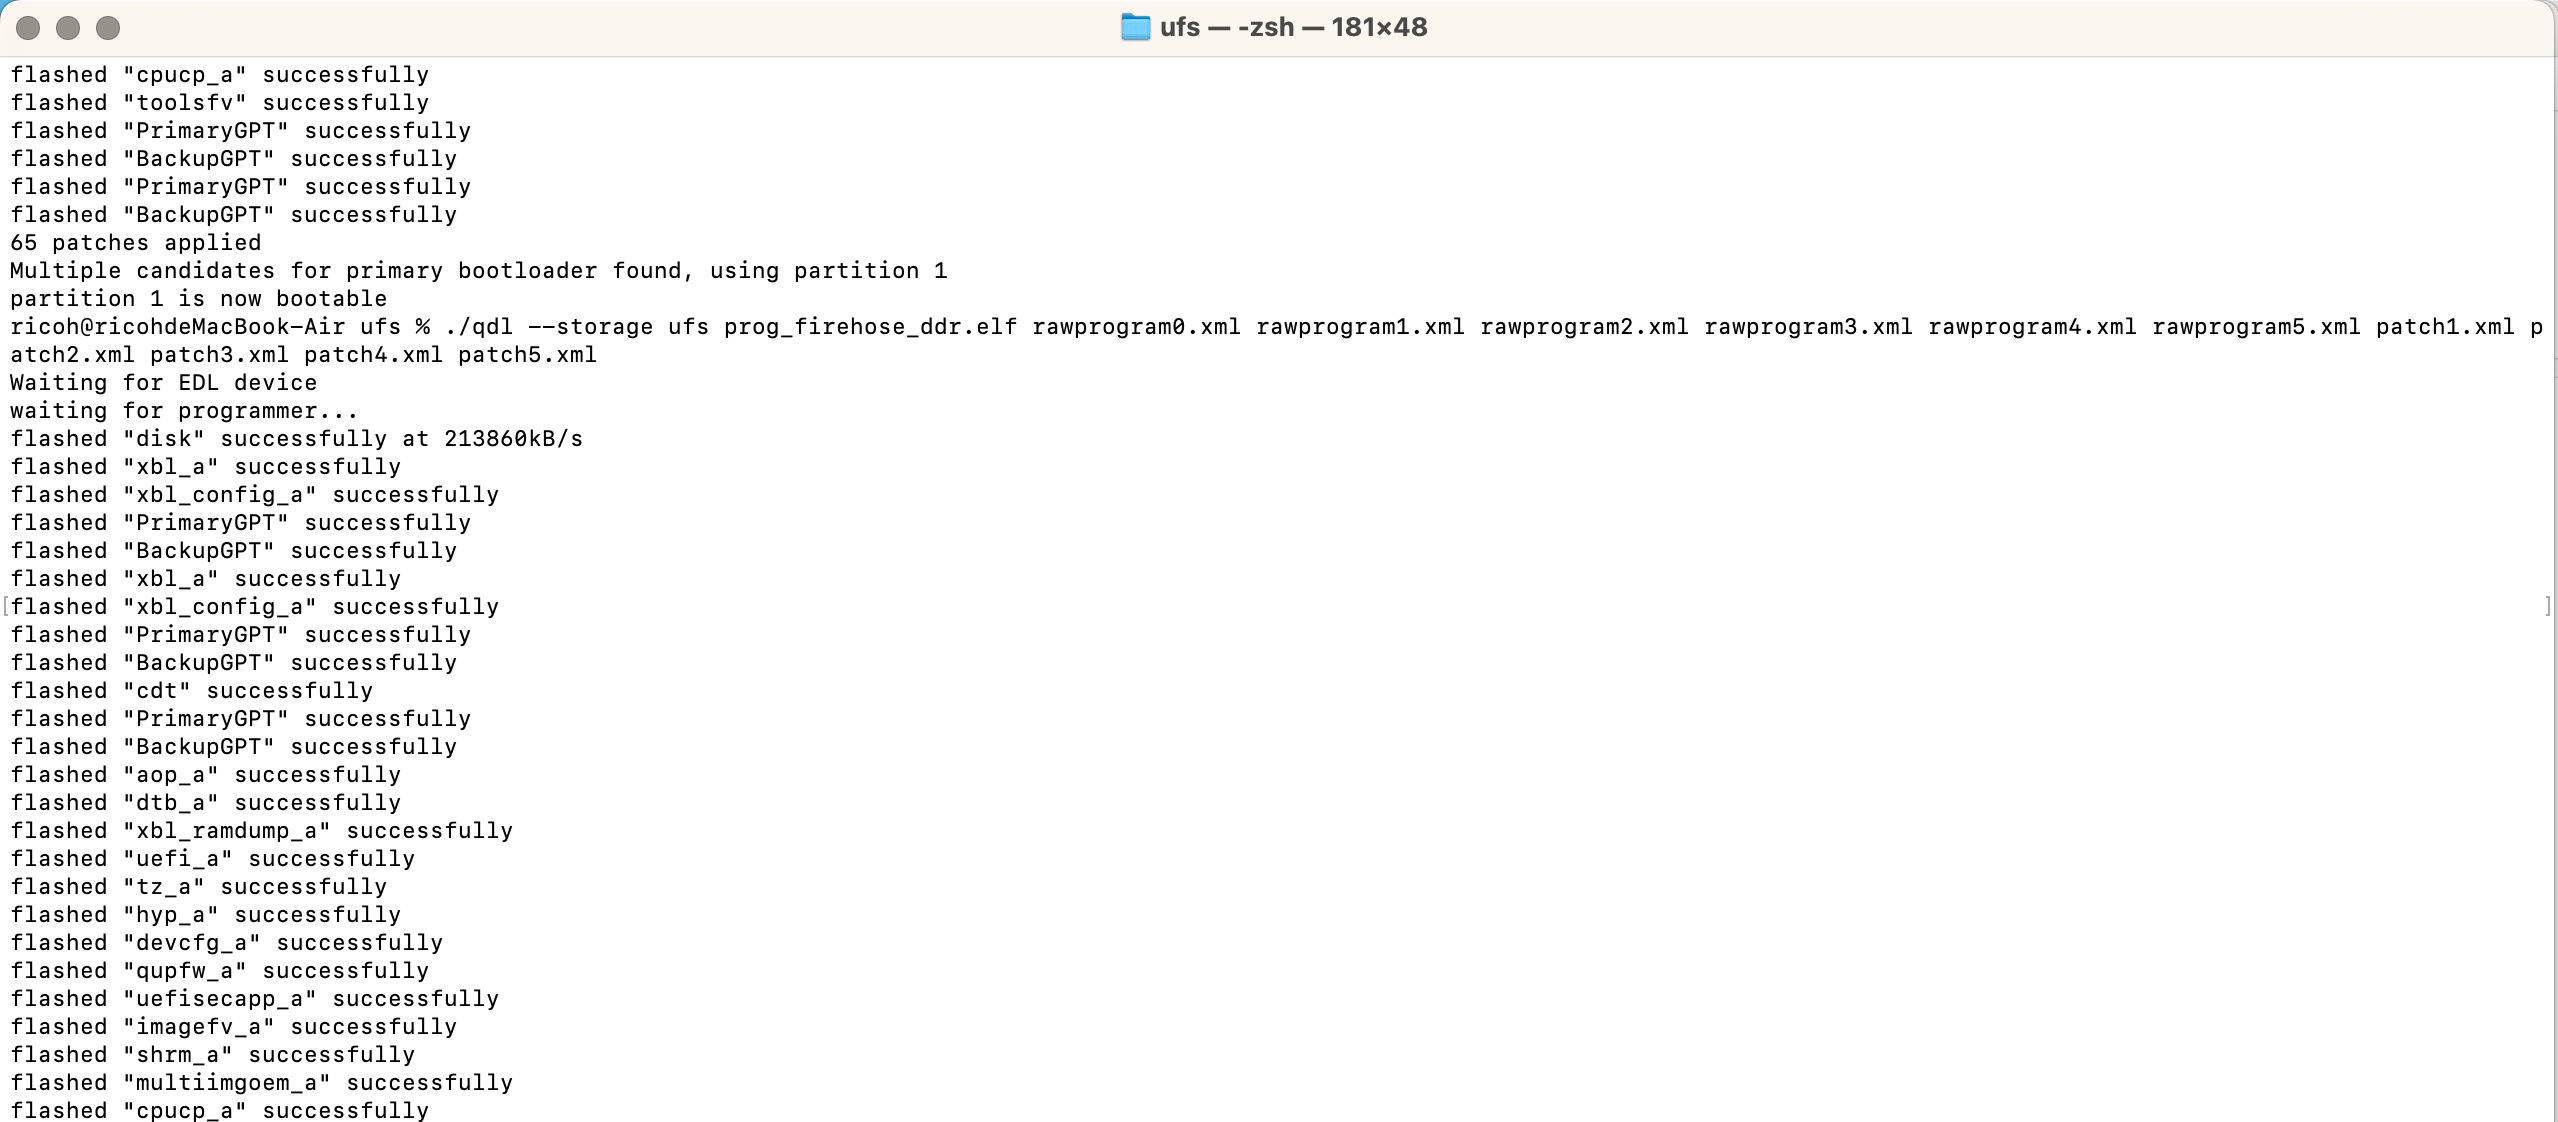 ufs — -zsh — 181×48
flashed "cpucp_a" successfully
flashed "toolsfv" successfully
flashed "PrimaryGPT" successfully
flashed "BackupGPT" successfully
flashed "PrimaryGPT" successfully
flashed "BackupGPT" successfully
65 patches applied
Multiple candidates for primary bootloader found, using partition 1
partition 1 is now bootable
ricoh@ricohdeMacBook-Air ufs % ./qdl --storage ufs prog_firehose_ddr.elf rawprogram0.xml rawprogram1.xml rawprogram2.xml rawprogram3.xml rawprogram4.xml rawprogram5.xml patch1.xml p
atch2.xml patch3.xml patch4.xml patch5.xml
Waiting for EDL device
waiting for programmer...
flashed "disk" successfully at 213860kB/s
flashed "xbl_a" successfully
flashed "xbl_config_a" successfully
flashed "PrimaryGPT" successfully
flashed "BackupGPT" successfully
flashed "xbl_a" successfully
[flashed "xbl_config_a" successfully ]
flashed "PrimaryGPT" successfully
flashed "BackupGPT" successfully
flashed "cdt" successfully
flashed "PrimaryGPT" successfully
flashed "BackupGPT" successfully
flashed "aop_a" successfully
flashed "dtb_a" successfully
flashed "xbl_ramdump_a" successfully
flashed "uefi_a" successfully
flashed "tz_a" successfully
flashed "hyp_a" successfully
flashed "devcfg_a" successfully
flashed "qupfw_a" successfully
flashed "uefisecapp_a" successfully
flashed "imagefv_a" successfully
flashed "shrm_a" successfully
flashed "multiimgoem_a" successfully
flashed "cpucp_a" successfully